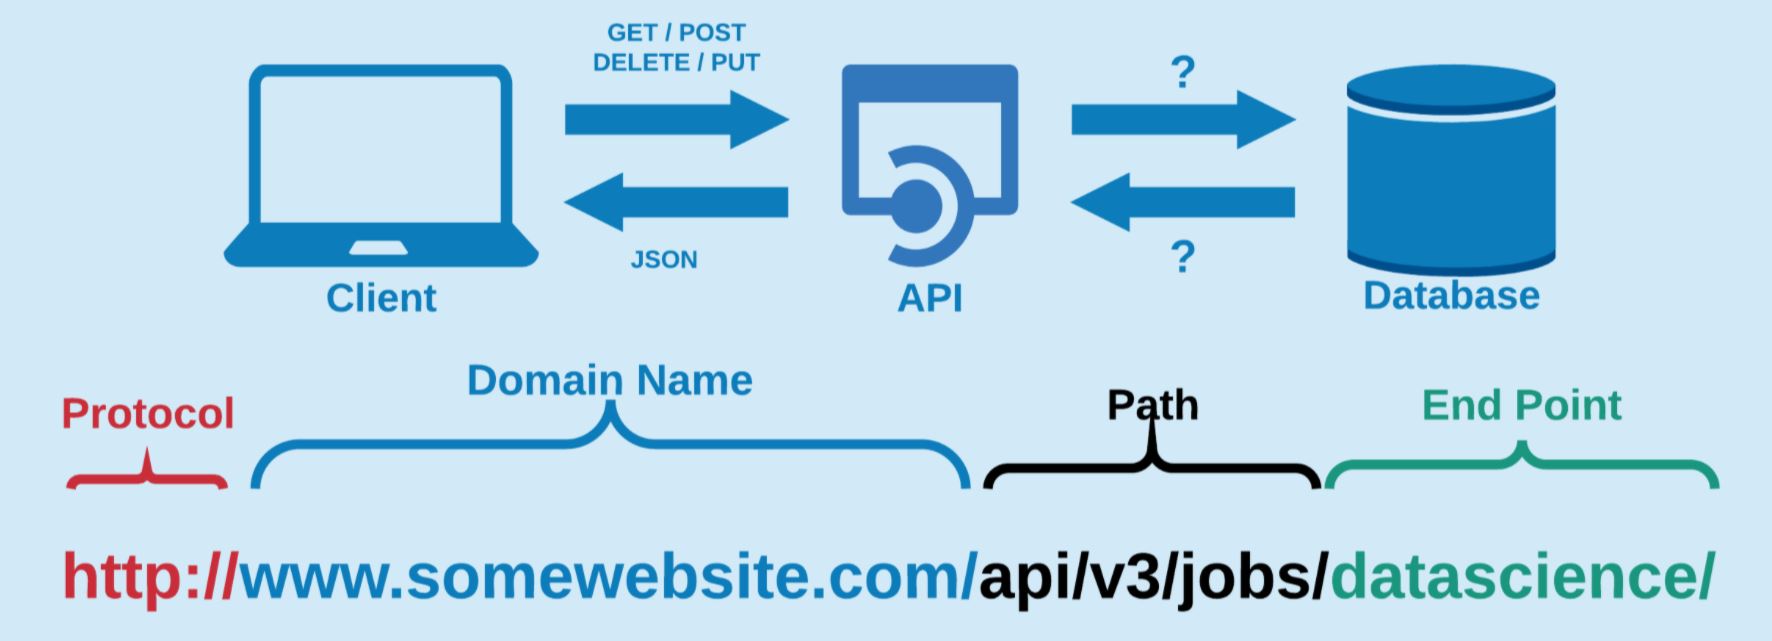 GET / POST
DELETE / PUT
?
JSON
?
Client
API
Database
Domain Name
Path
End Point
Protocol
http://www.somewebsite.com/api/v3/jobs/datascience/